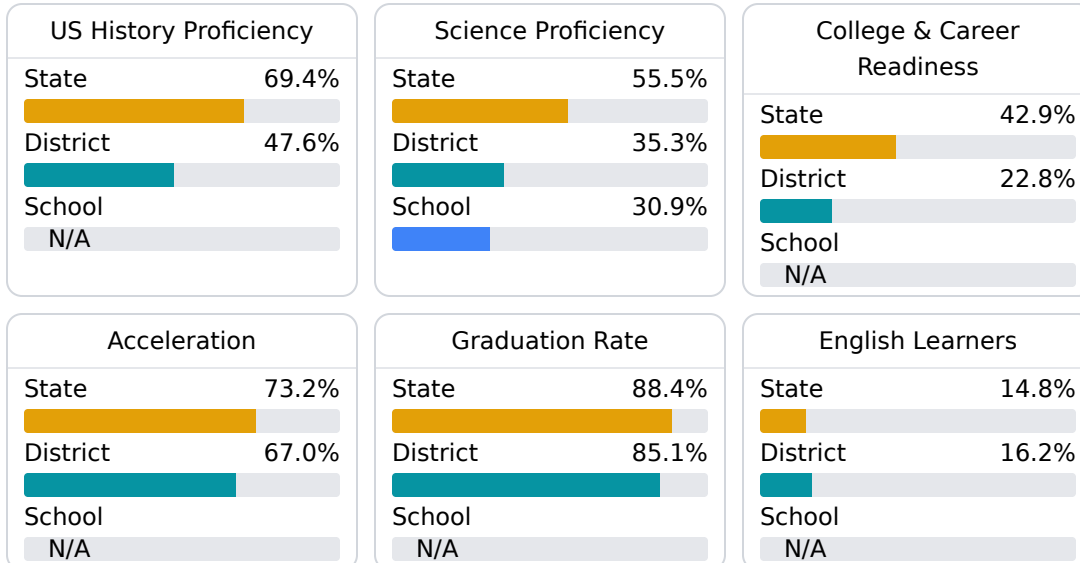 US History Proficiency
State 69.4%
District 47.6%
School
N/A
Science Proficiency
State 55.5%
District 35.3%
School 30.9%
College & Career
Readiness
State 42.9%
District 22.8%
School
N/A
Acceleration
State 73.2%
District 67.0%
School
N/A
Graduation Rate
State 88.4%
District 85.1%
School
N/A
English Learners
State 14.8%
District 16.2%
School
N/A